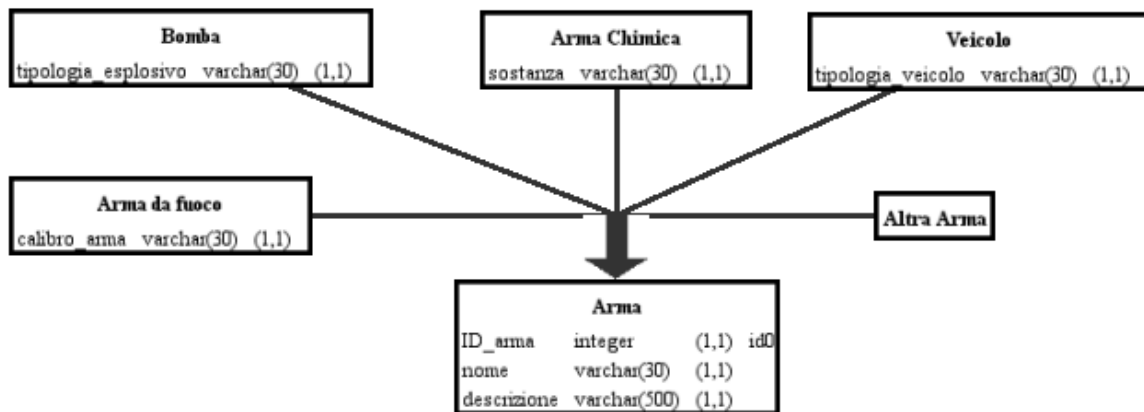 Bomba
tipologia_esplosivo varchar(30) (1,1)
Arma Chimica
sostanza varchar(30) (1,1)
Veicolo
tipologia_veicolo varchar(30) (1,1)
Arma da fuoco
calibro_arma varchar(30) (1,1)
Altra Arma
Arma
ID_arma integer (1,1) id0
nome varchar(30) (1,1)
descrizione varchar(500) (1,1)